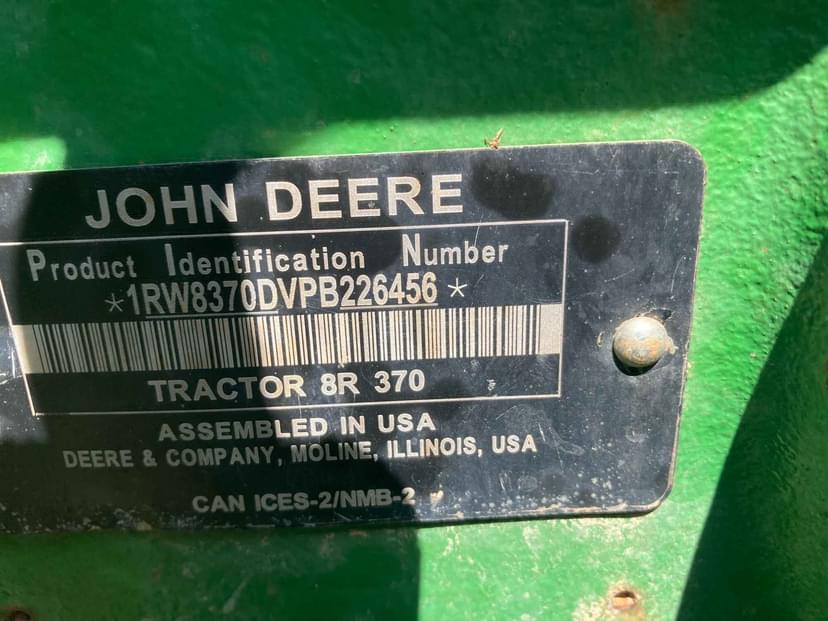 JOHN DEERE
Product Identification Number
*1RW8370DVPB226456*
TRACTOR 8R 370
ASSEMBLED IN USA
DEERE & COMPANY, MOLINE, ILLINOIS, USA
CAN ICES-2/NMB-2